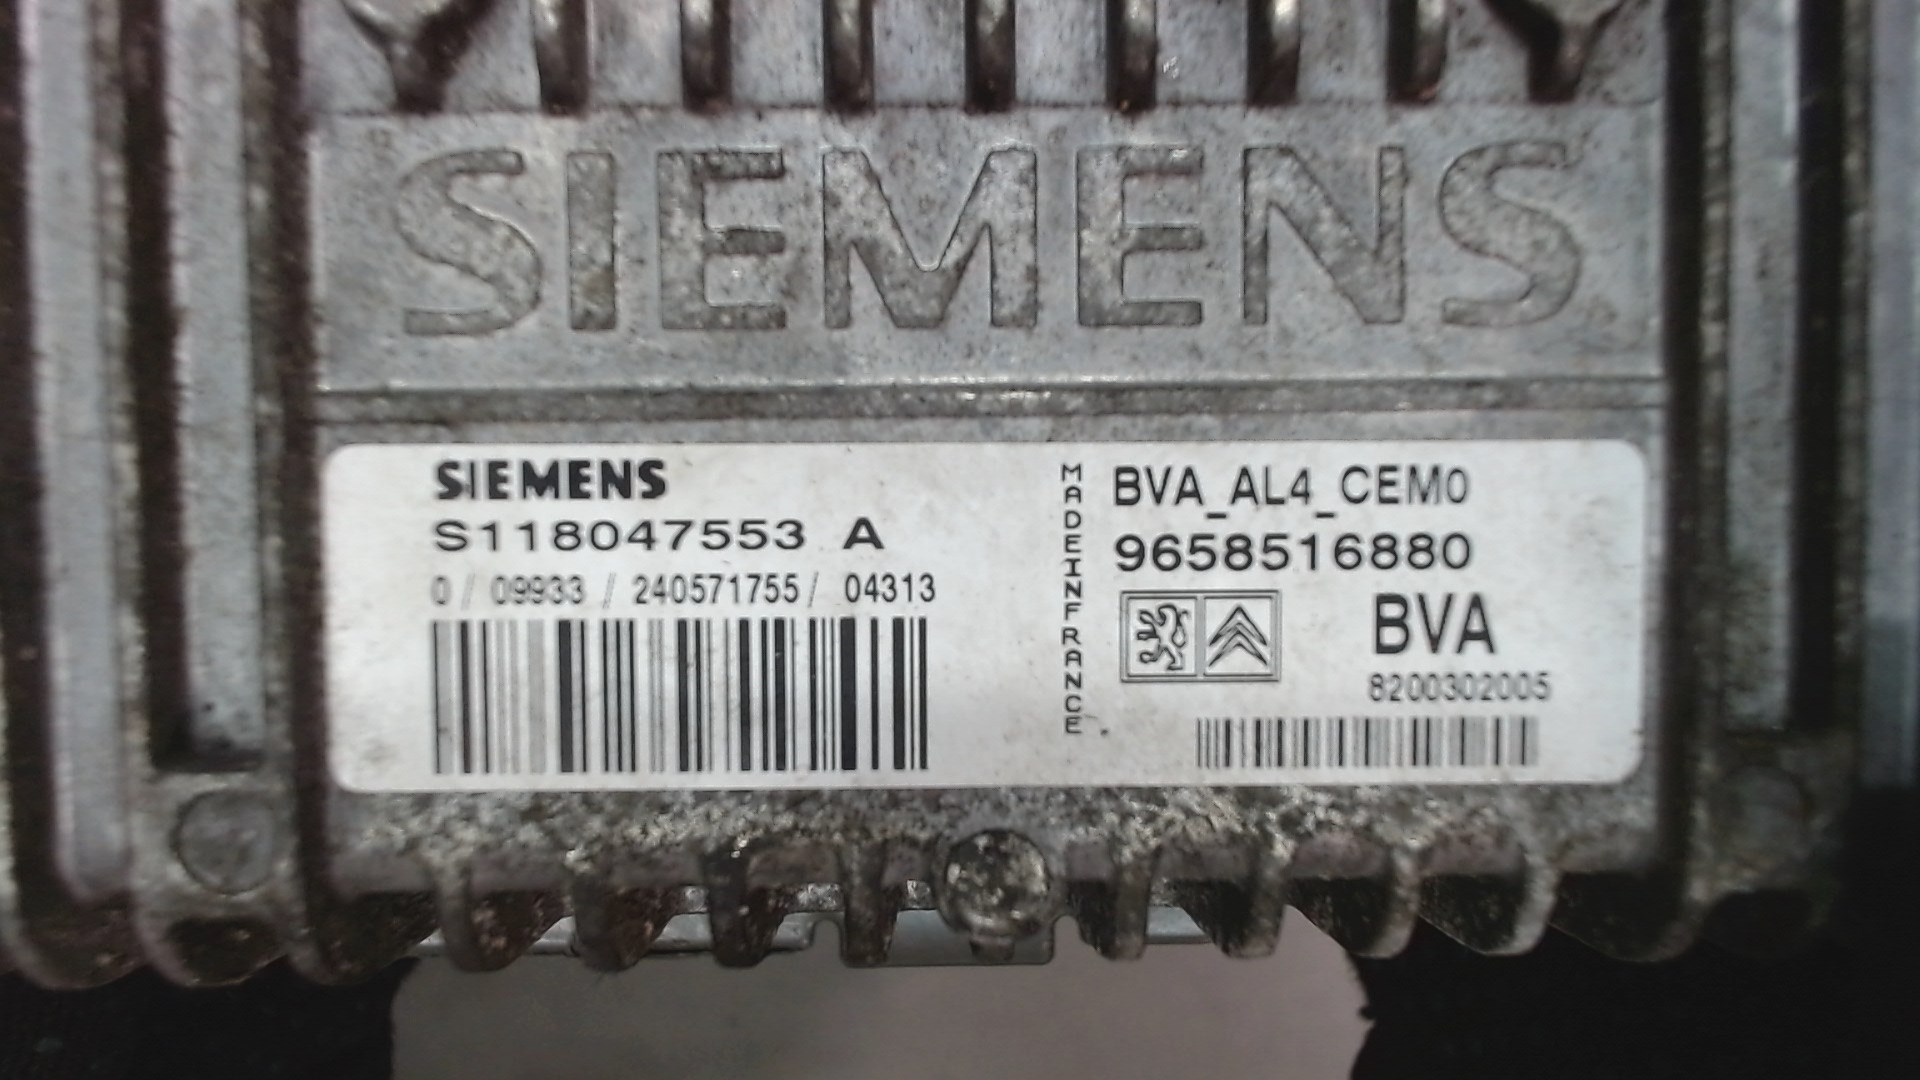 SIEMENS
SIEMENS
S118047553 A
0 / 09933 / 240571755 / 04313
MADEINFRANCE
BVA_AL4_CEM0
9658516880
BVA
8200302005